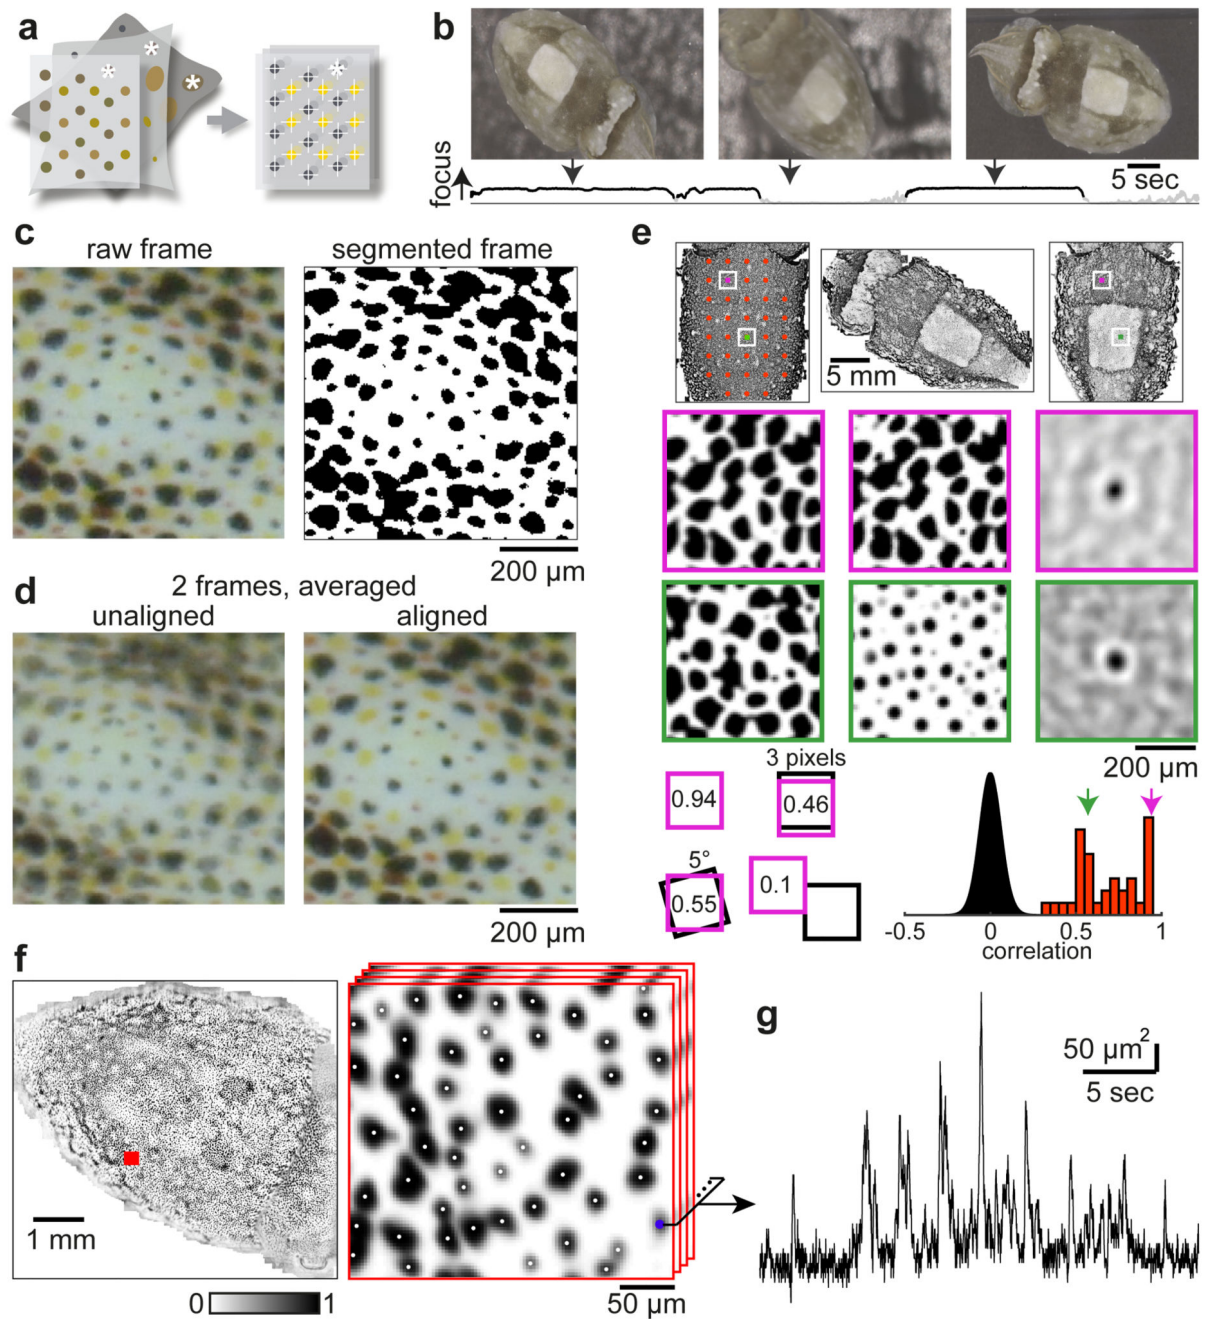 a
b
focus
5 sec
c
raw frame
segmented frame
200 µm
d
2 frames, averaged
unaligned
aligned
200 µm
e
5 mm
200 µm
3 pixels
0.94
0.46
5°
0.55
0.1
-0.5
0
0.5
1
correlation
f
1 mm
0
1
50 µm
g
50 µm2
5 sec